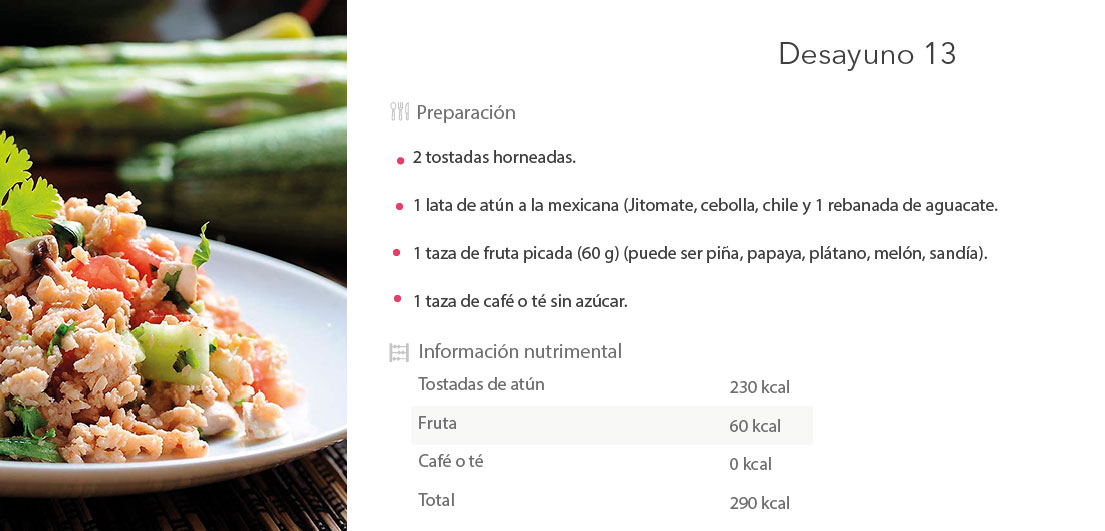 Desayuno 13
Preparación
2 tostadas horneadas.
1 lata de atún a la mexicana (Jitomate, cebolla, chile y 1 rebanada de aguacate.
1 taza de fruta picada (60 g) (puede ser piña, papaya, plátano, melón, sandía).
1 taza de café o té sin azúcar.
Información nutrimental
Tostadas de atún 230 kcal
Fruta 60 kcal
Café o té 0 kcal
Total 290 kcal